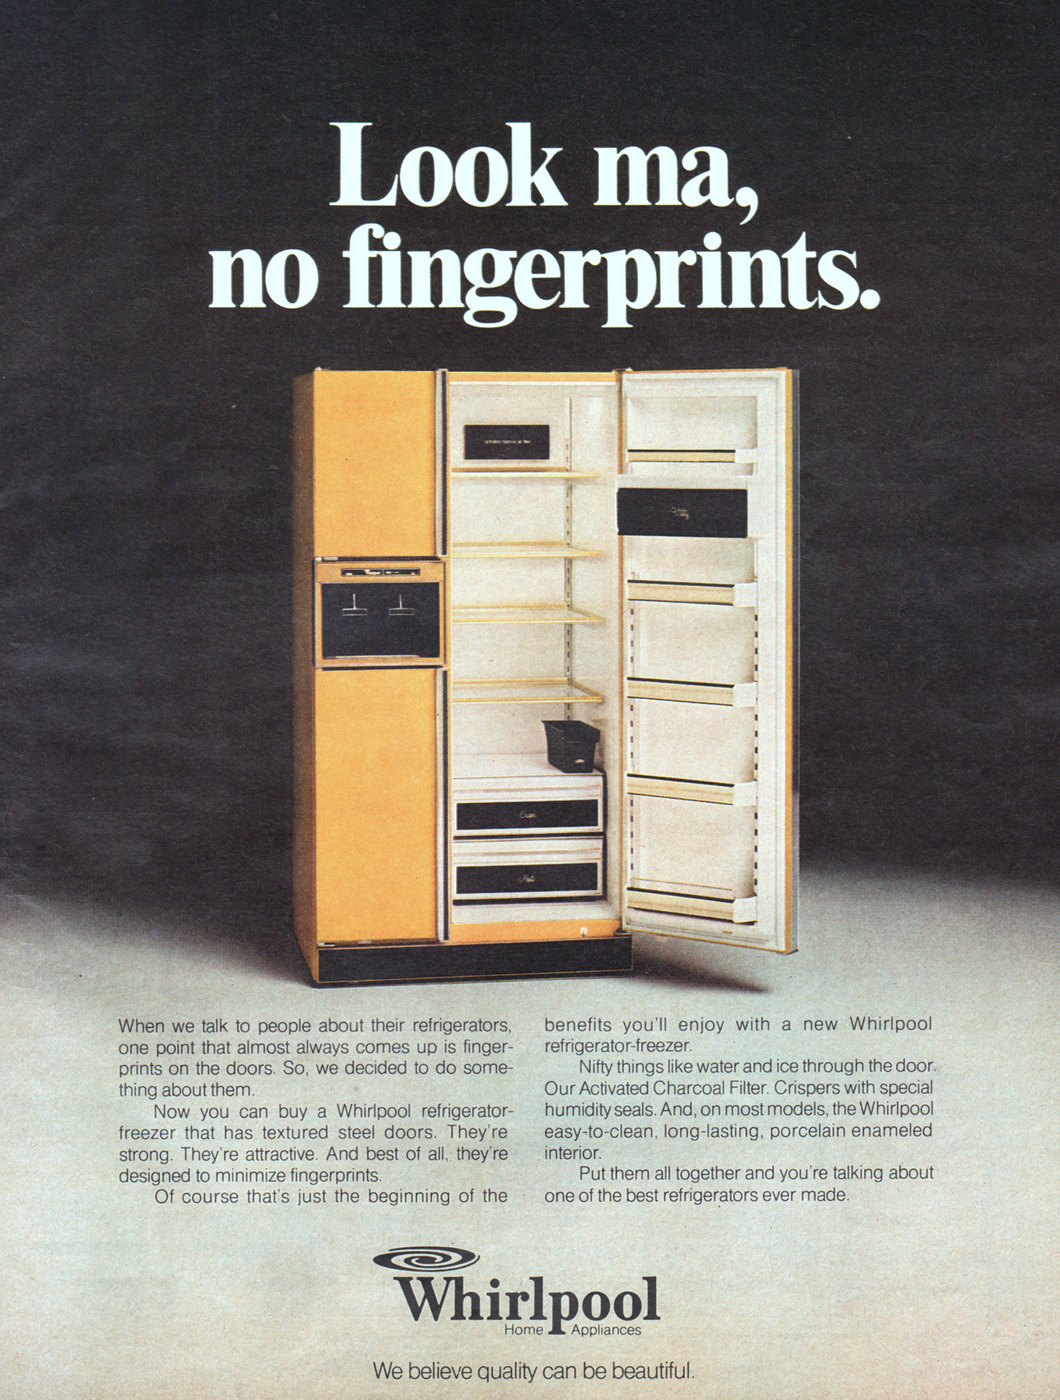 Look ma,
no fingerprints.
Crisper
Meats
When we talk to people about their refrigerators,
one point that almost always comes up is finger-
prints on the doors. So, we decided to do some-
thing about them.
Now you can buy a Whirlpool refrigerator-
freezer that has textured steel doors. They're
strong. They're attractive. And best of all, they're
designed to minimize fingerprints.
Of course that's just the beginning of the
benefits you'll enjoy with a new Whirlpool
refrigerator-freezer.
Nifty things like water and ice through the door.
Our Activated Charcoal Filter. Crispers with special
humidity seals. And, on most models, the Whirlpool
easy-to-clean, long-lasting, porcelain enameled
interior.
Put them all together and you're talking about
one of the best refrigerators ever made.
Whirlpool
Home Appliances
We believe quality can be beautiful.